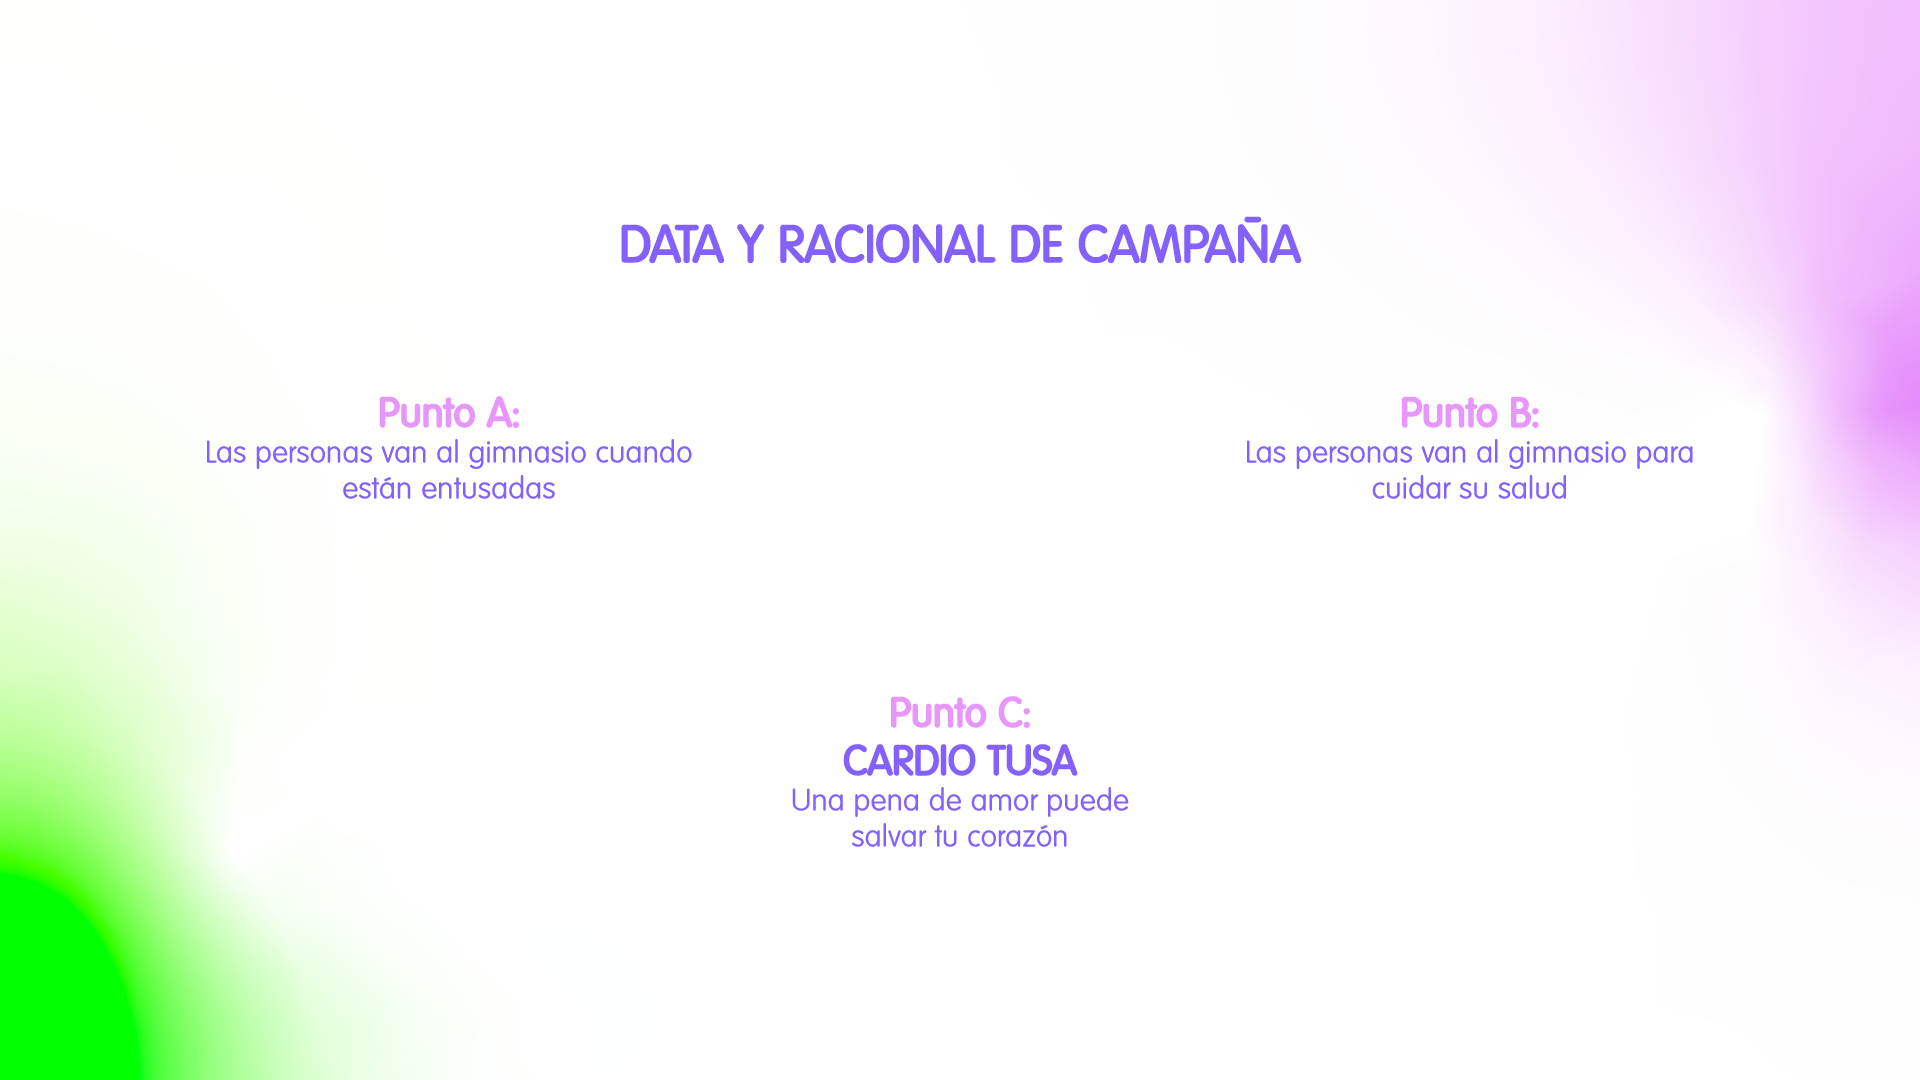 DATA Y RACIONAL DE CAMPAÑA
Punto A:
Las personas van al gimnasio cuando
están entusadas
Punto B:
Las personas van al gimnasio para
cuidar su salud
Punto C:
CARDIO TUSA
Una pena de amor puede
salvar tu corazón